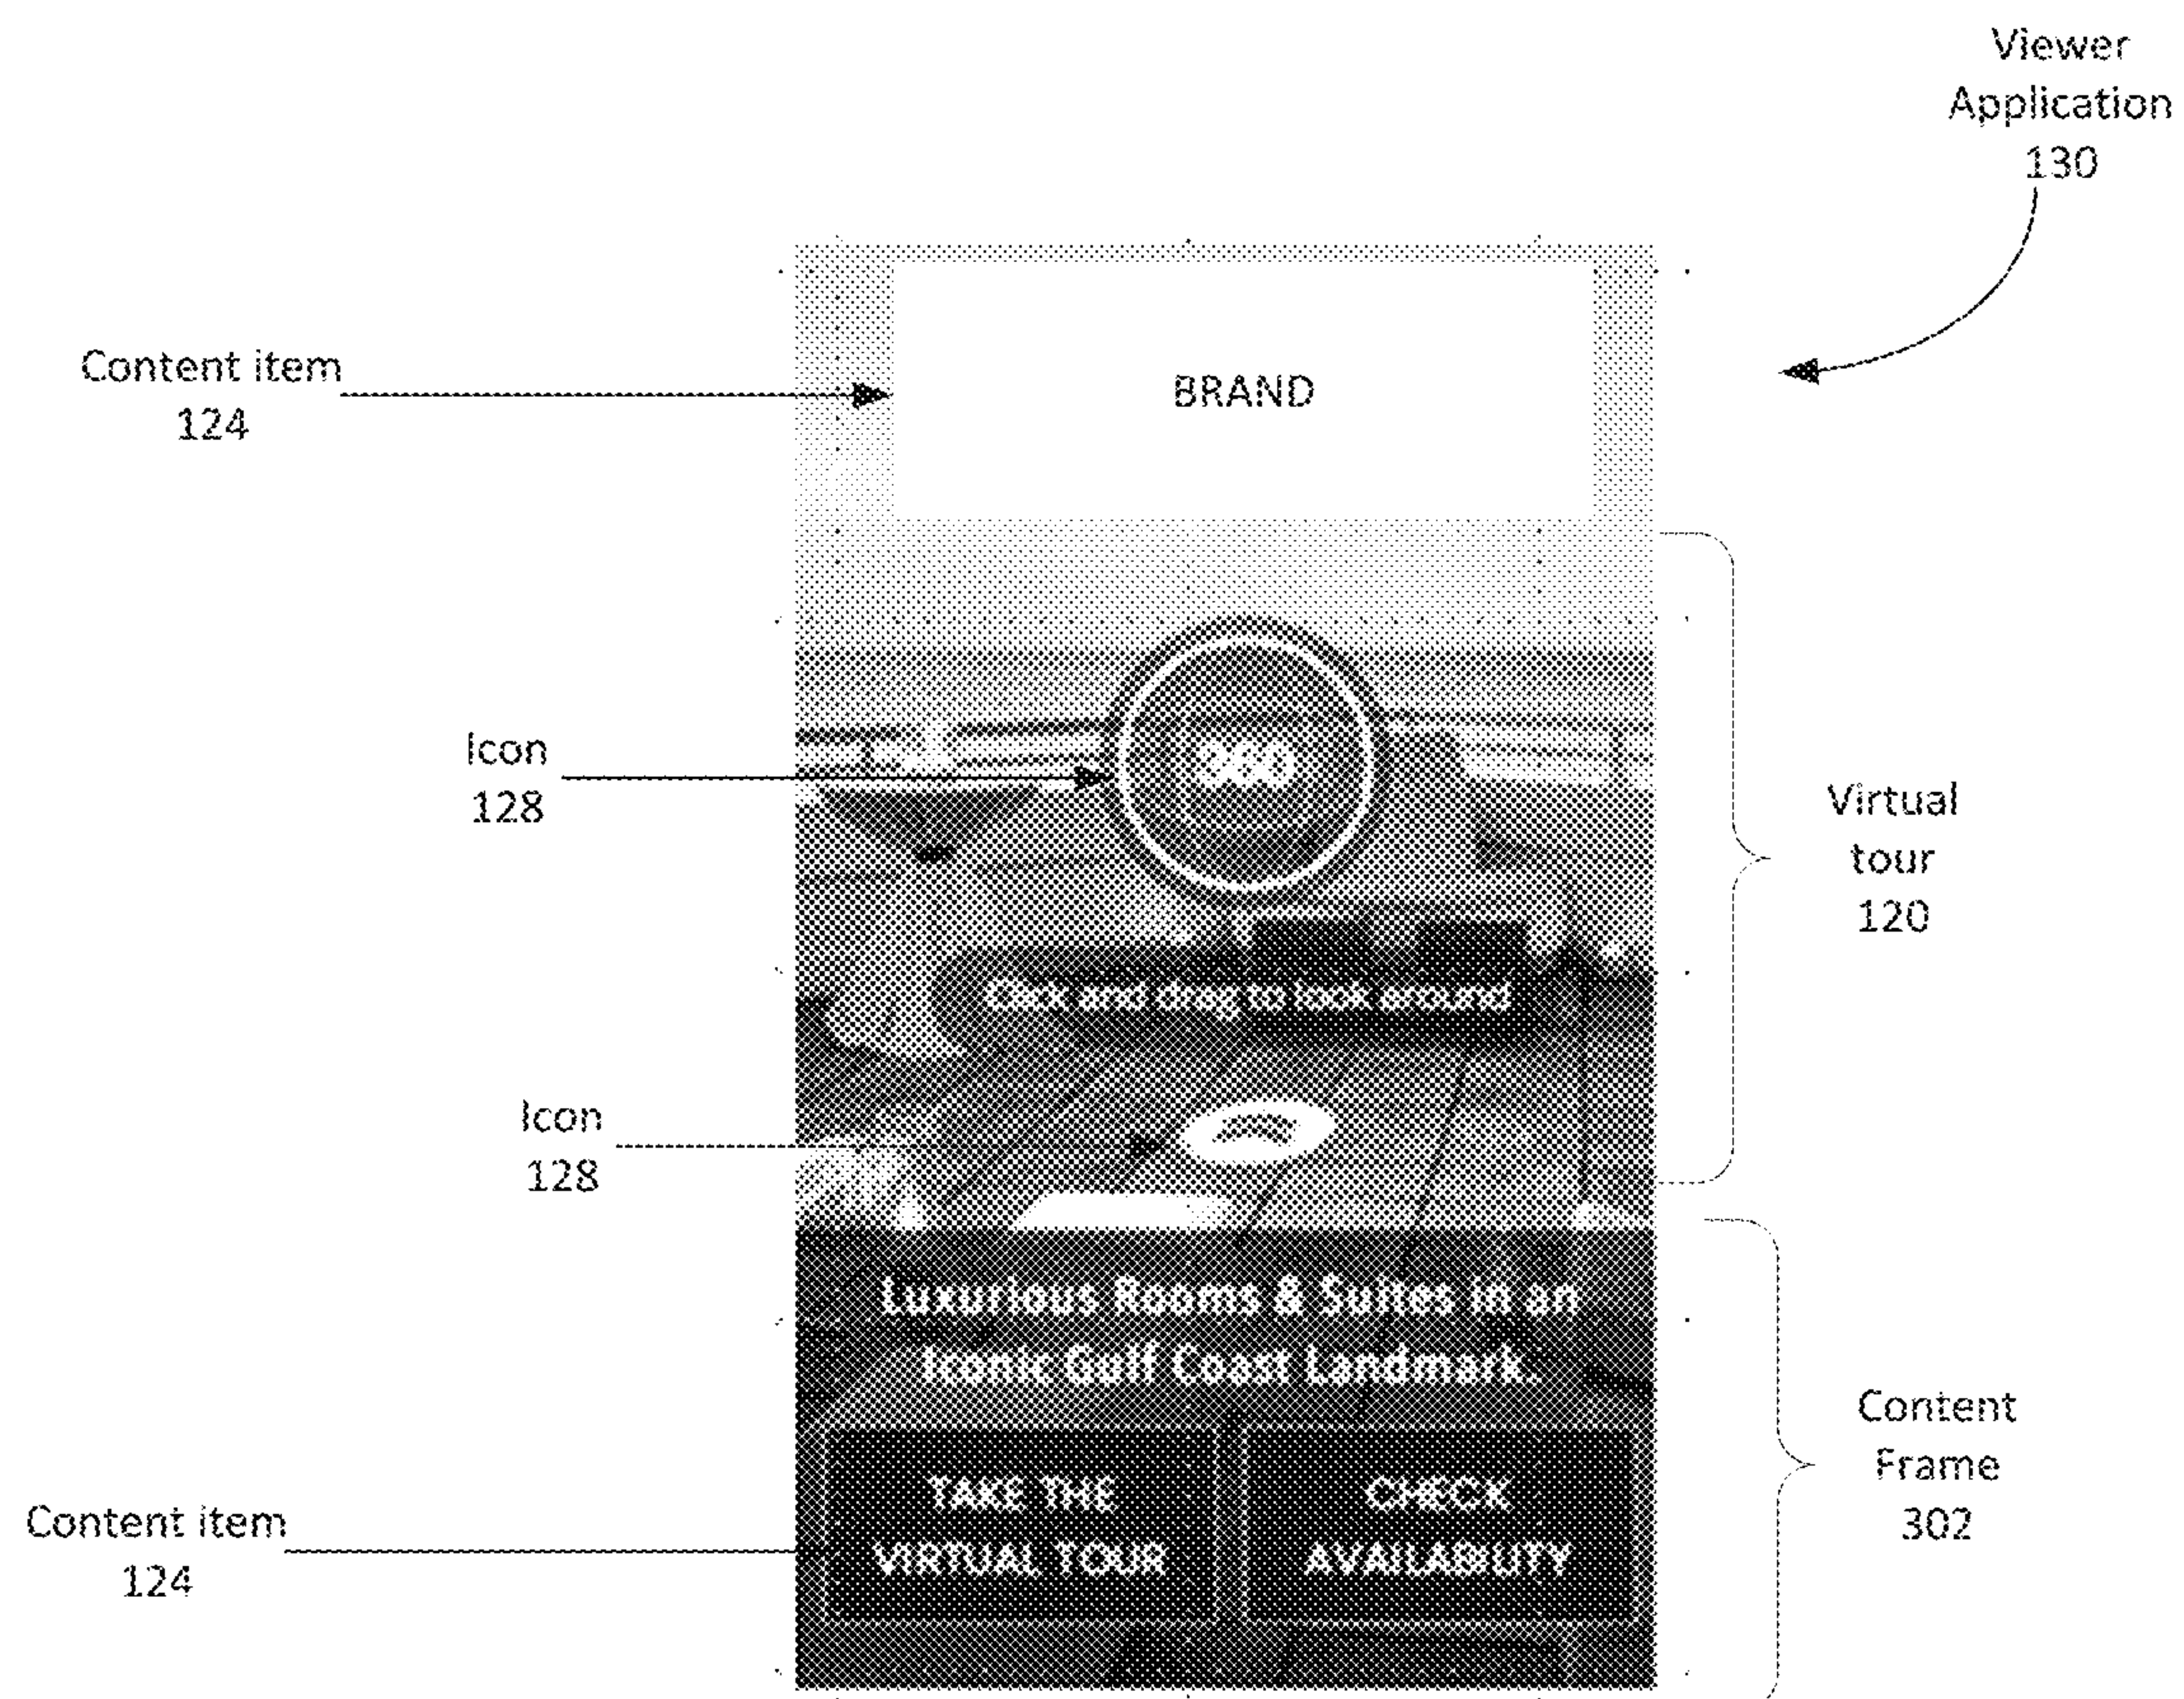 Viewer
Application
130
Content item
124
BRAND
Icon
128
360
Virtual
tour
120
Click and drag to look around
Icon
128
Luxurious Rooms & Suites in an
Iconic Gulf Coast Landmark.
Content
Frame
302
TAKE THE
VIRTUAL TOUR
CHECK
AVAILABILITY
Content item
124